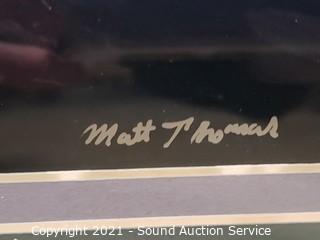 Matt Thomas
Copyright 2021 - Sound Auction Service